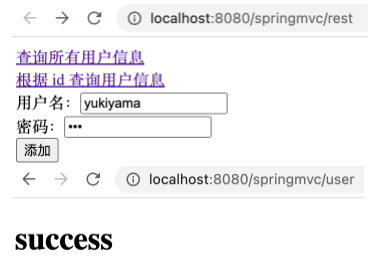 localhost:8080/springmvc/rest
查询所有用户信息
根据 id 查询用户信息
用户名： yukiyama
密码： •••
添加
localhost:8080/springmvc/user
success